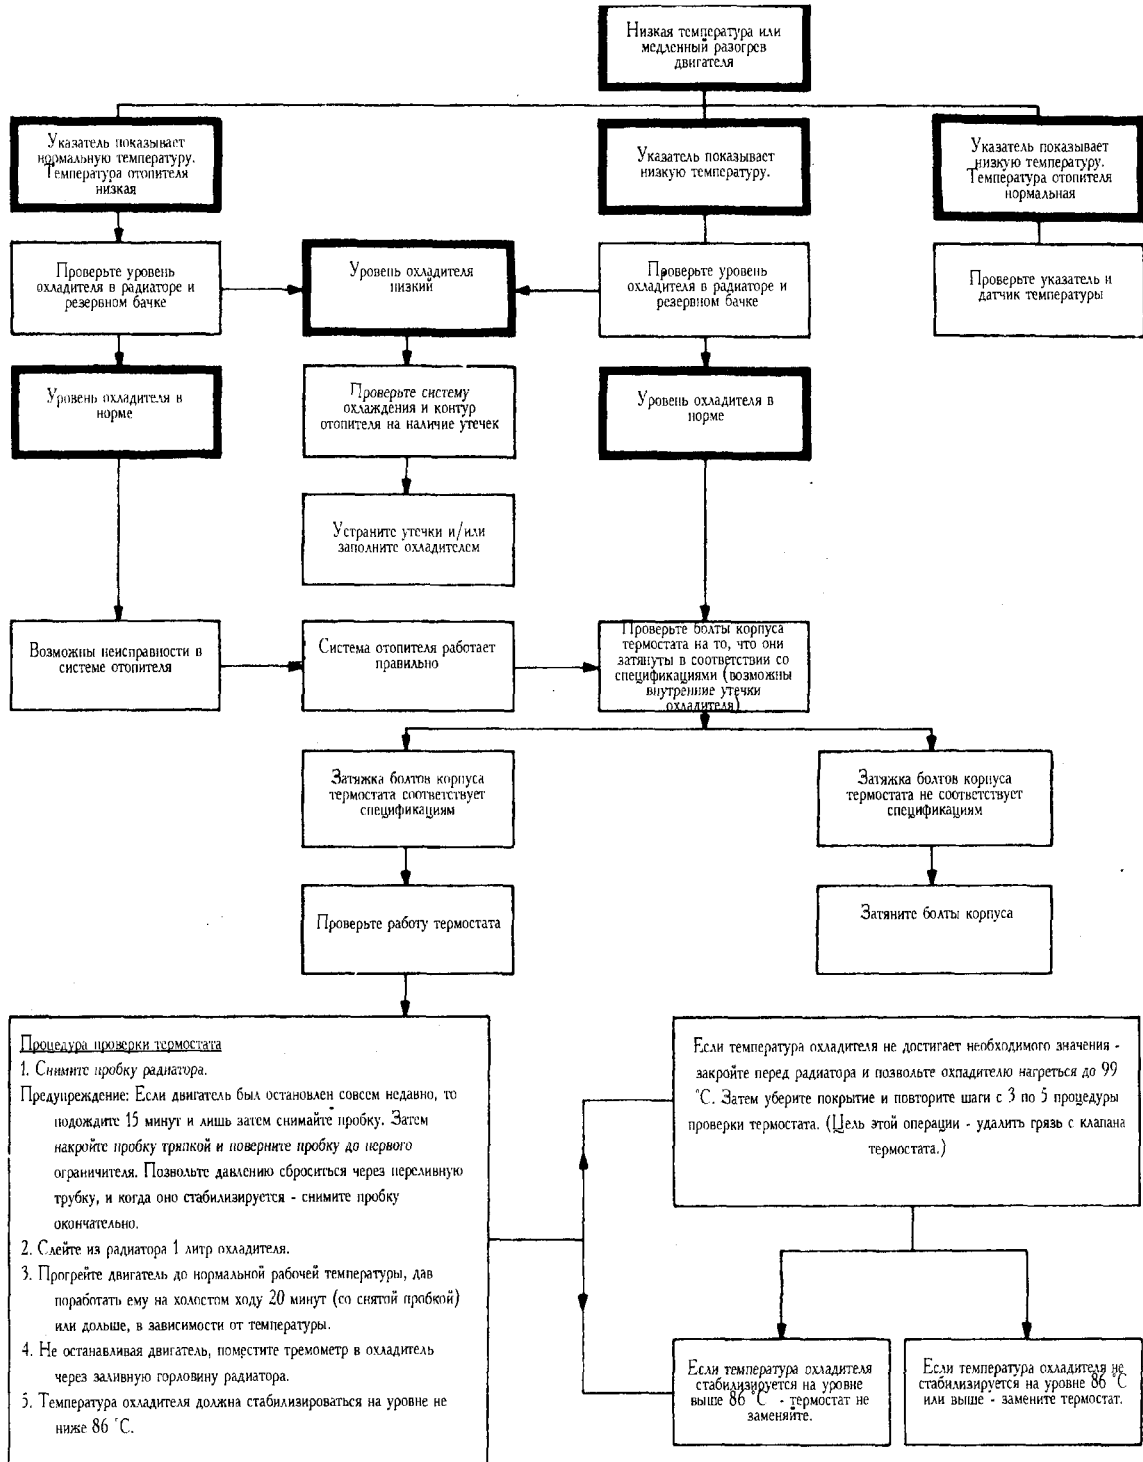 Низкая температура или
медленный разогрев
двигателя
Указатель показывает
нормальную температуру.
Температура отопителя
низкая
Указатель показывает
низкую температуру.
Указатель показывает
низкую температуру.
Температура отопителя
нормальная
Проверьте уровень
охладителя в радиаторе и
резервном бачке
Уровень охладителя
низкий
Проверьте уровень
охладителя в радиаторе и
резервном бачке
Проверьте указатель и
датчик температуры
Уровень охладителя в
норме
Проверьте систему
охлаждения и контур
отопителя на наличие утечек
Уровень охладителя в
норме
Устраните утечки и/или
заполните охладителем
Возможны неисправности в
системе отопителя
Система отопителя работает
правильно
Проверьте болты корпуса
термостата на то, что они
затянуты в соответствии со
спецификациями (возможны
внутренние утечки
охладителя)
Затяжка болтов корпуса
термостата соответствует
спецификациям
Затяжка болтов корпуса
термостата не соответствует
спецификациям
Проверьте работу термостата
Затяните болты корпуса
Процедура проверки термостата
1. Снимите пробку радиатора.
Предупреждение: Если двигатель был остановлен совсем недавно, то
подождите 15 минут и лишь затем снимайте пробку. Затем
накройте пробку тряпкой и поверните пробку до первого
ограничителя. Позвольте давлению сброситься через переливную
трубку, и когда оно стабилизируется - снимите пробку
окончательно.
2. Слейте из радиатора 1 литр охладителя.
3. Прогрейте двигатель до нормальной рабочей температуры, дав
поработать ему на холостом ходу 20 минут (со снятой пробкой)
или дольше, в зависимости от температуры.
4. Не останавливая двигатель, поместите тремометр в охладитель
через заливную горловину радиатора.
5. Температура охладителя должна стабилизироваться на уровне не
ниже 86 °С.
Если температура охладителя не достигает необходимого значения -
закройте перед радиатора и позвольте охладителю нагреться до 99
°С. Затем уберите покрытие и повторите шаги с 3 по 5 процедуры
проверки термостата. (Цель этой операции - удалить грязь с клапана
термостата.)
Если температура охладителя
стабилизируется на уровне
выше 86 °С - термостат не
заменяйте.
Если температура охладителя не
стабилизируется на уровне 86 °С
или выше - замените термостат.